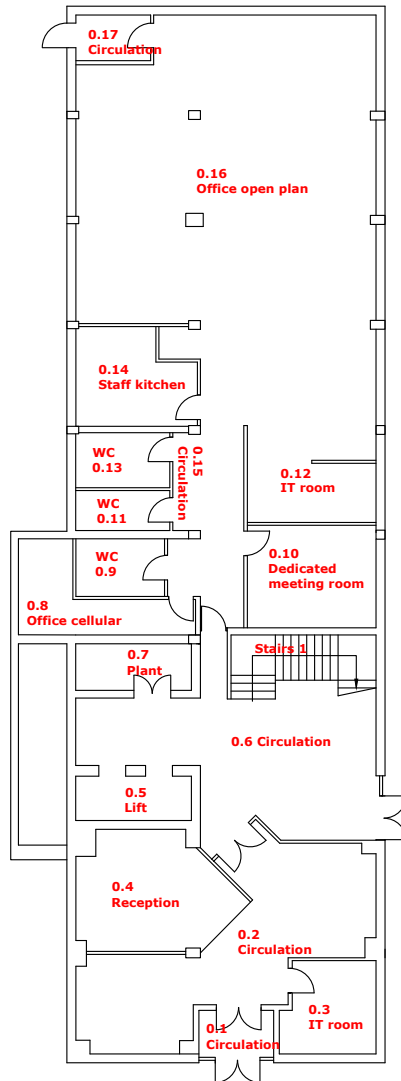 0.17
Circulation
0.16
Office open plan
0.14
Staff kitchen
WC
0.13
0.15
Circulation
0.12
IT room
WC
0.11
0.10
Dedicated
meeting room
WC
0.9
0.8
Office cellular
0.7
Plant
Stairs 1
0.6 Circulation
0.5
Lift
0.4
Reception
0.2
Circulation
0.3
IT room
0.1
Circulation